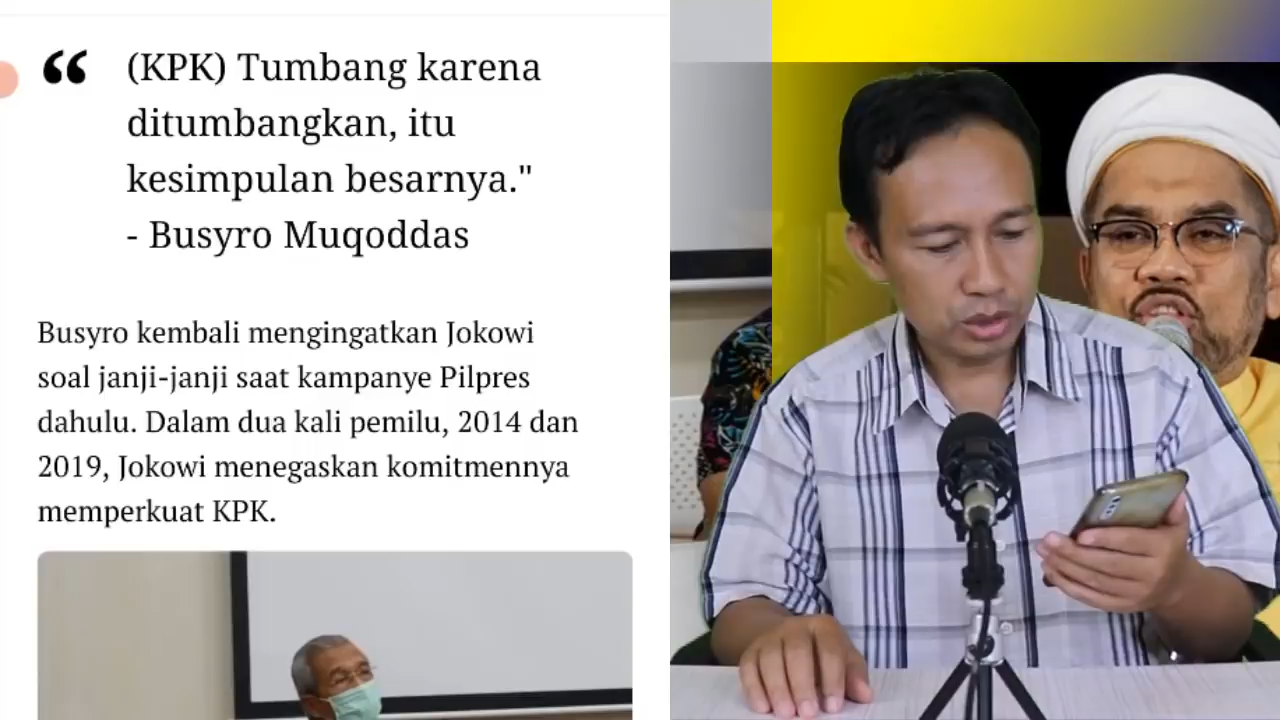 “ (KPK) Tumbang karena
ditumbangkan, itu
kesimpulan besarnya."
- Busyro Muqoddas
Busyro kembali mengingatkan Jokowi
soal janji-janji saat kampanye Pilpres
dahulu. Dalam dua kali pemilu, 2014 dan
2019, Jokowi menegaskan komitmennya
memperkuat KPK.